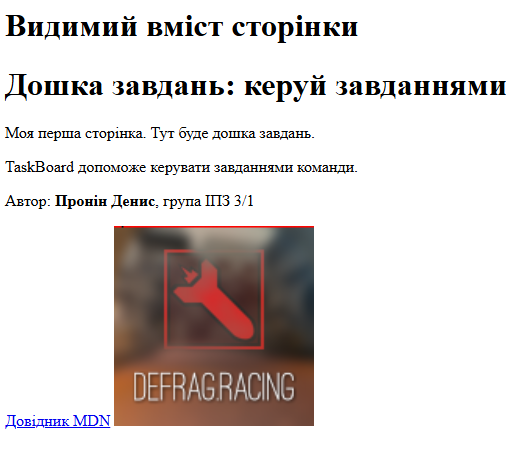 Видимий вміст сторінки
Дошка завдань: керуй завданнями
Моя перша сторінка. Тут буде дошка завдань.
TaskBoard допоможе керувати завданнями команди.
Автор: Пронін Денис, група ІПЗ 3/1
DEFRAG.RACING
Довідник MDN